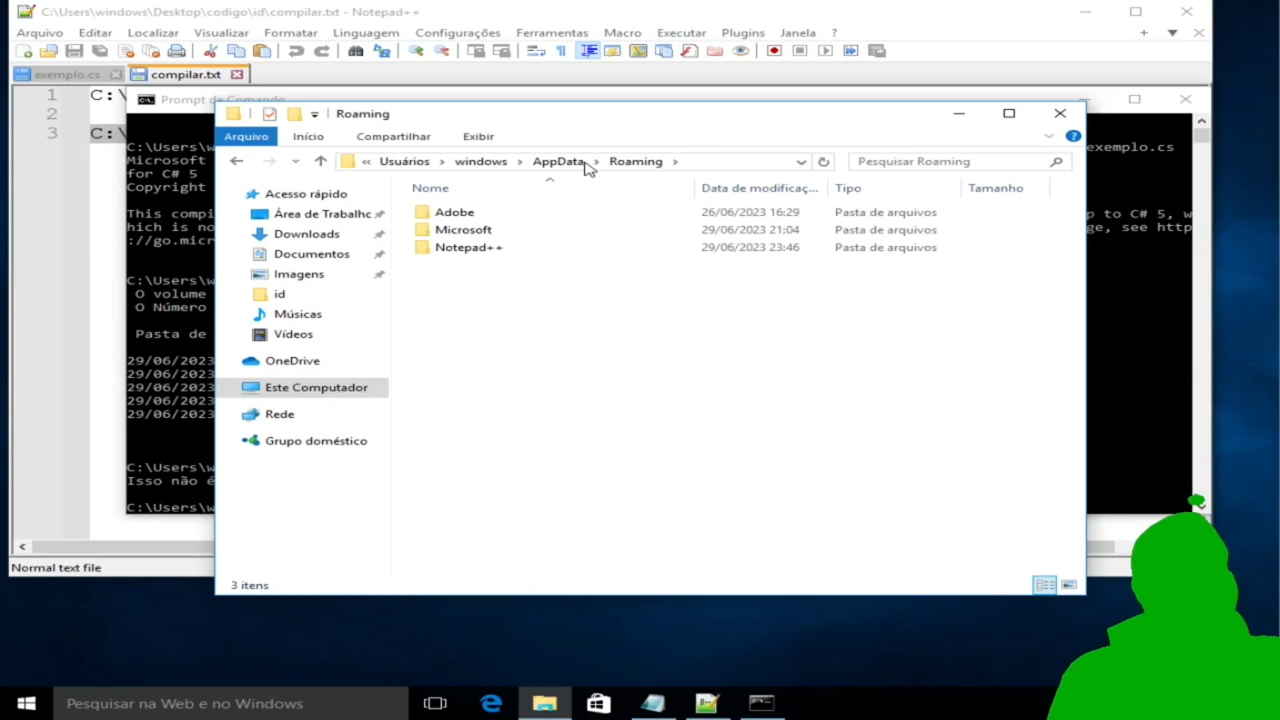 C:\Users\windows\Desktop\codigo\id\compilar.txt - Notepad++
Arquivo Editar Localizar Visualizar Formatar Linguagem Configurações Ferramentas Macro Executar Plugins Janela ?
exemplo.cs compilar.txt
1 C:\
Prompt de Comando
2
3 C:\
Roaming
Arquivo Início Compartilhar Exibir
« Usuários > windows > AppData > Roaming > Pesquisar Roaming
Nome Data de modificaç... Tipo Tamanho
Acesso rápido
Área de Trabalho
Downloads
Documentos
Imagens
id
Músicas
Vídeos
OneDrive
Este Computador
Rede
Grupo doméstico
Adobe 26/06/2023 16:29 Pasta de arquivos
Microsoft 29/06/2023 21:04 Pasta de arquivos
Notepad++ 29/06/2023 23:46 Pasta de arquivos
3 itens
C:\Users\w
exemplo.cs
Microsoft
for C# 5
Copyright
This compi
p to C# 5, w
hich is no
ge, see http
://go.micr
C:\Users\w
O volume
O Número
Pasta de
29/06/2023
29/06/2023
29/06/2023
29/06/2023
29/06/2023
C:\Users\w
Isso não é
C:\Users\w
Normal text file
Pesquisar na Web e no Windows